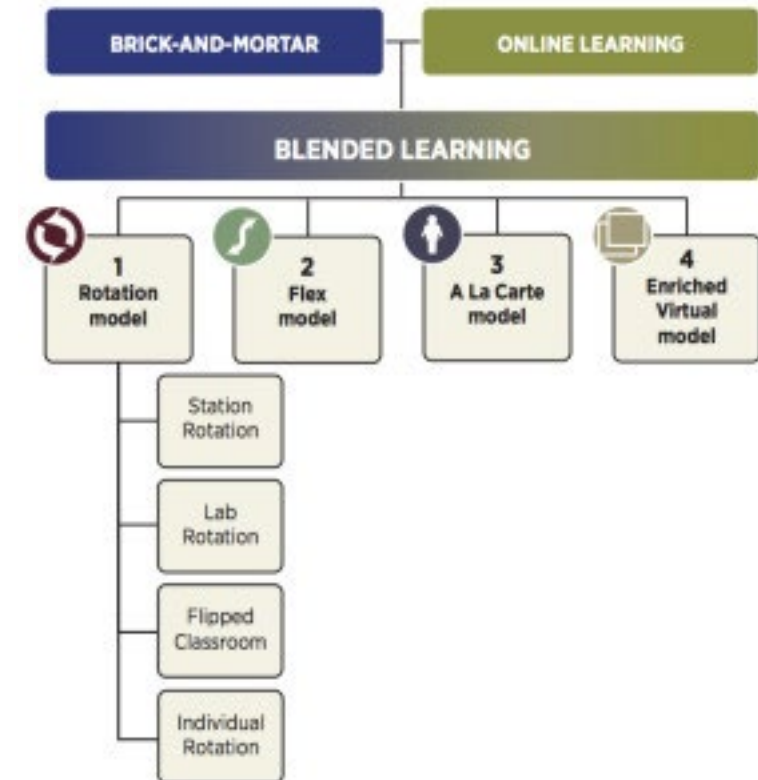 BRICK-AND-MORTAR
ONLINE LEARNING
BLENDED LEARNING
1
Rotation
model
2
Flex
model
3
A La Carte
model
4
Enriched
Virtual
model
Station
Rotation
Lab
Rotation
Flipped
Classroom
Individual
Rotation